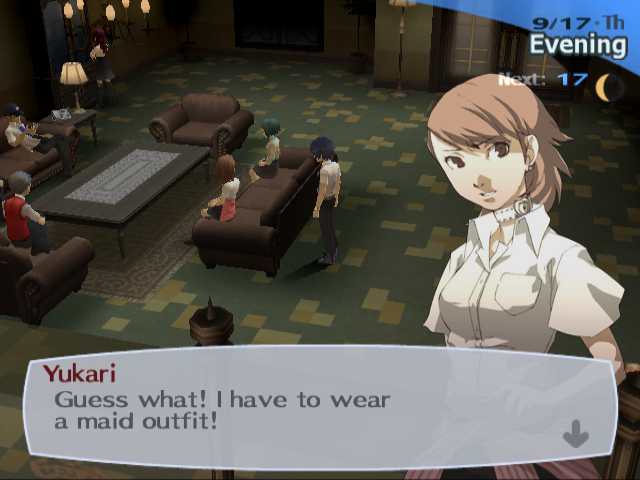 9/17・Th
Evening
Next: 17
Yukari
Guess what! I have to wear
a maid outfit!